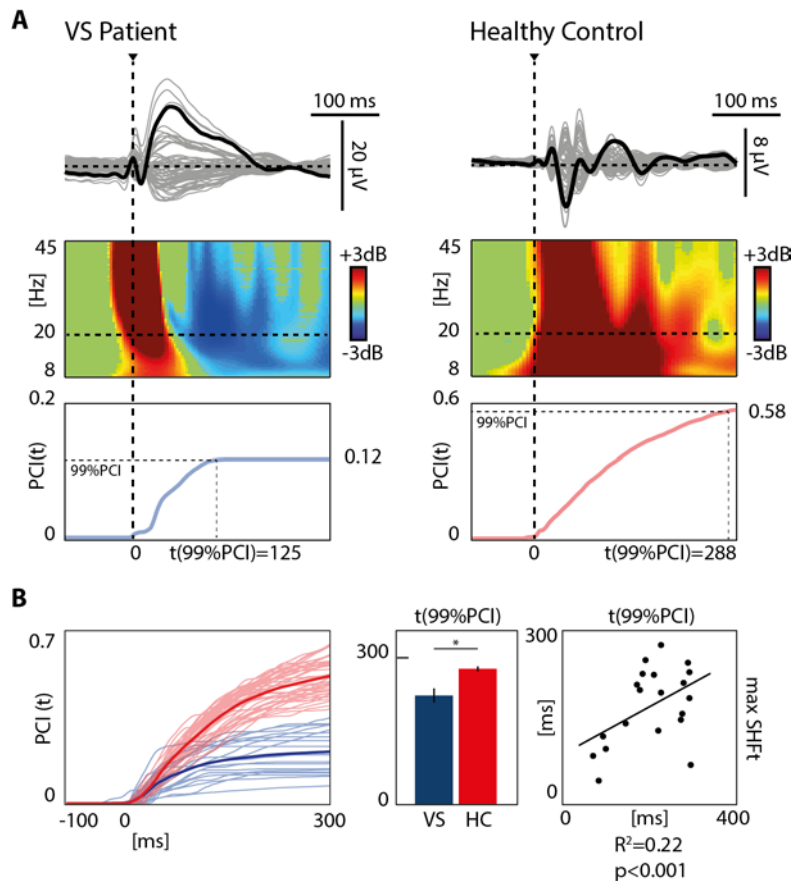 A
VS Patient
Healthy Control
100 ms
20 µV
100 ms
8 µV
45
[Hz]
20
8
+3dB
-3dB
45
20
8
+3dB
-3dB
0.2
PCI(t)
99%PCI
0
0.12
0
t(99%PCI)=125
0.6
PCI(t)
99%PCI
0
0.58
0
t(99%PCI)=288
B
0.7
PCI (t)
0
-100
0
300
[ms]
t(99%PCI)
300
*
0
VS
HC
t(99%PCI)
300
[ms]
0
max SHFt
0
[ms]
400
R²=0.22
p<0.001